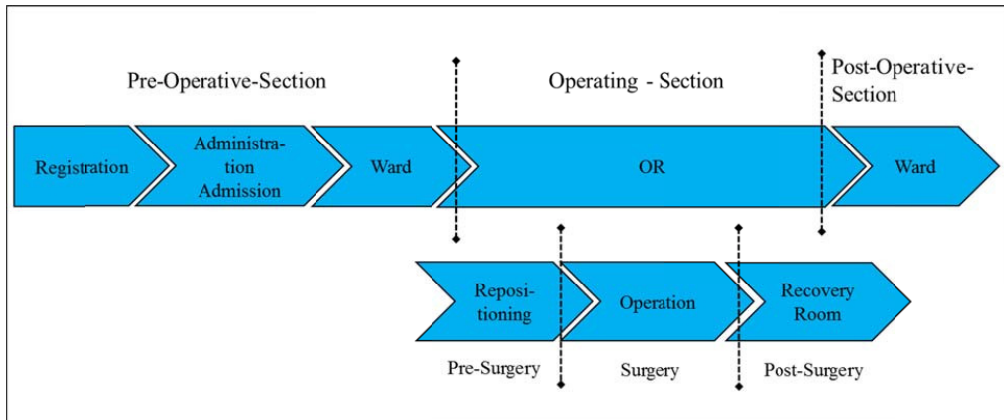 Pre-Operative-Section
Operating - Section
Post-Operative-
Section
Registration
Administra-
tion
Admission
Ward
OR
Ward
Reposi-
tioning
Operation
Recovery
Room
Pre-Surgery
Surgery
Post-Surgery